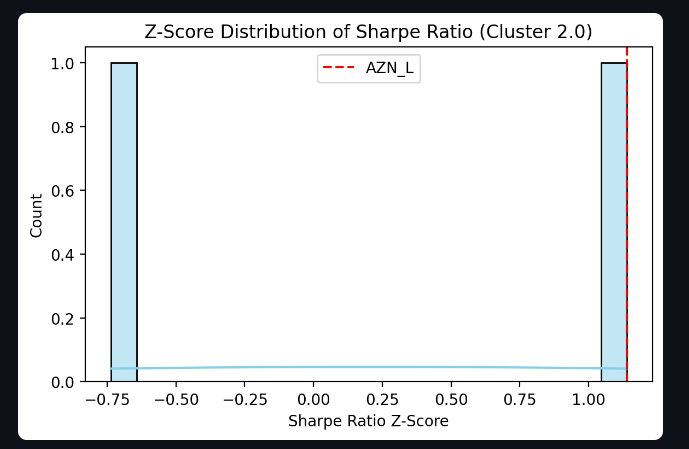 Z-Score Distribution of Sharpe Ratio (Cluster 2.0)
AZN_L
Count
1.0
0.8
0.6
0.4
0.2
0.0
−0.75 −0.50 −0.25 0.00 0.25 0.50 0.75 1.00
Sharpe Ratio Z-Score